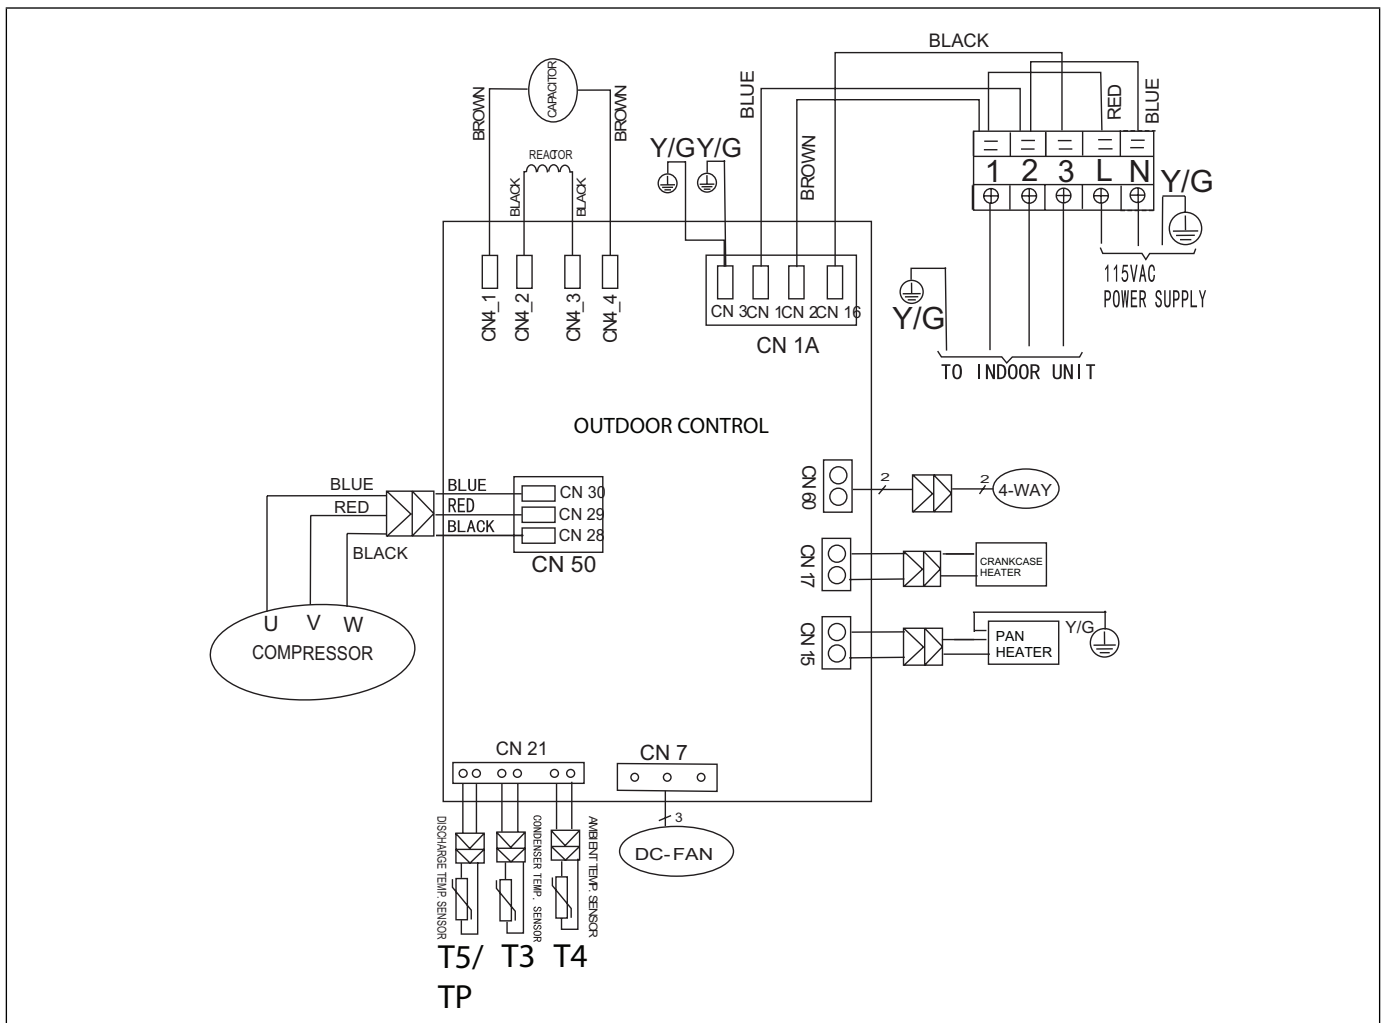 BLACK
CAPACITOR
BROWN
BROWN
REACTOR
BLACK
BLACK
Y/G
Y/G
BLUE
BROWN
RED
BLUE
1 2 3 L N
Y/G
115VAC
POWER SUPPLY
Y/G
TO INDOOR UNIT
CN4_1
CN4_2
CN4_3
CN4_4
CN 3
CN 1
CN 2
CN 16
CN 1A
OUTDOOR CONTROL
BLUE
RED
BLACK
BLUE
RED
BLACK
CN 30
CN 29
CN 28
CN 50
U V W
COMPRESSOR
CN 60
2
2
4-WAY
CN 17
CRANKCASE
HEATER
CN 15
PAN
HEATER
Y/G
CN 21
CN 7
3
DC-FAN
DISCHARGE TEMP. SENSOR
CONDENSER TEMP. SENSOR
AMBIENT TEMP. SENSOR
T5/
TP
T3
T4